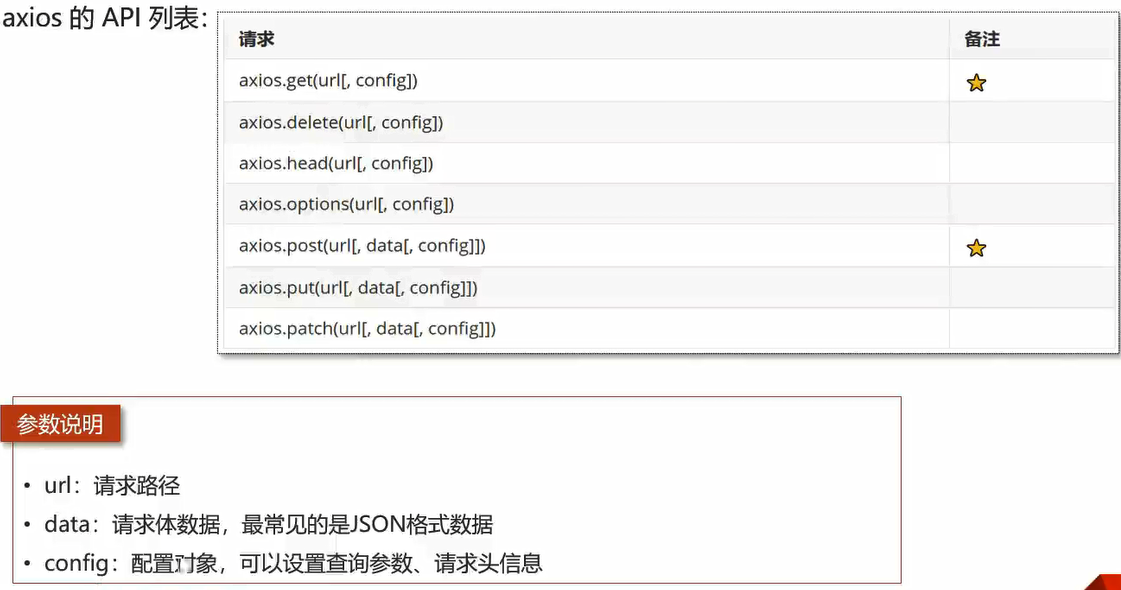 axios 的 API 列表：
请求 备注
axios.get(url[, config])
axios.delete(url[, config])
axios.head(url[, config])
axios.options(url[, config])
axios.post(url[, data[, config]])
axios.put(url[, data[, config]])
axios.patch(url[, data[, config]])
参数说明
• url：请求路径
• data：请求体数据，最常见的是JSON格式数据
• config：配置对象，可以设置查询参数、请求头信息